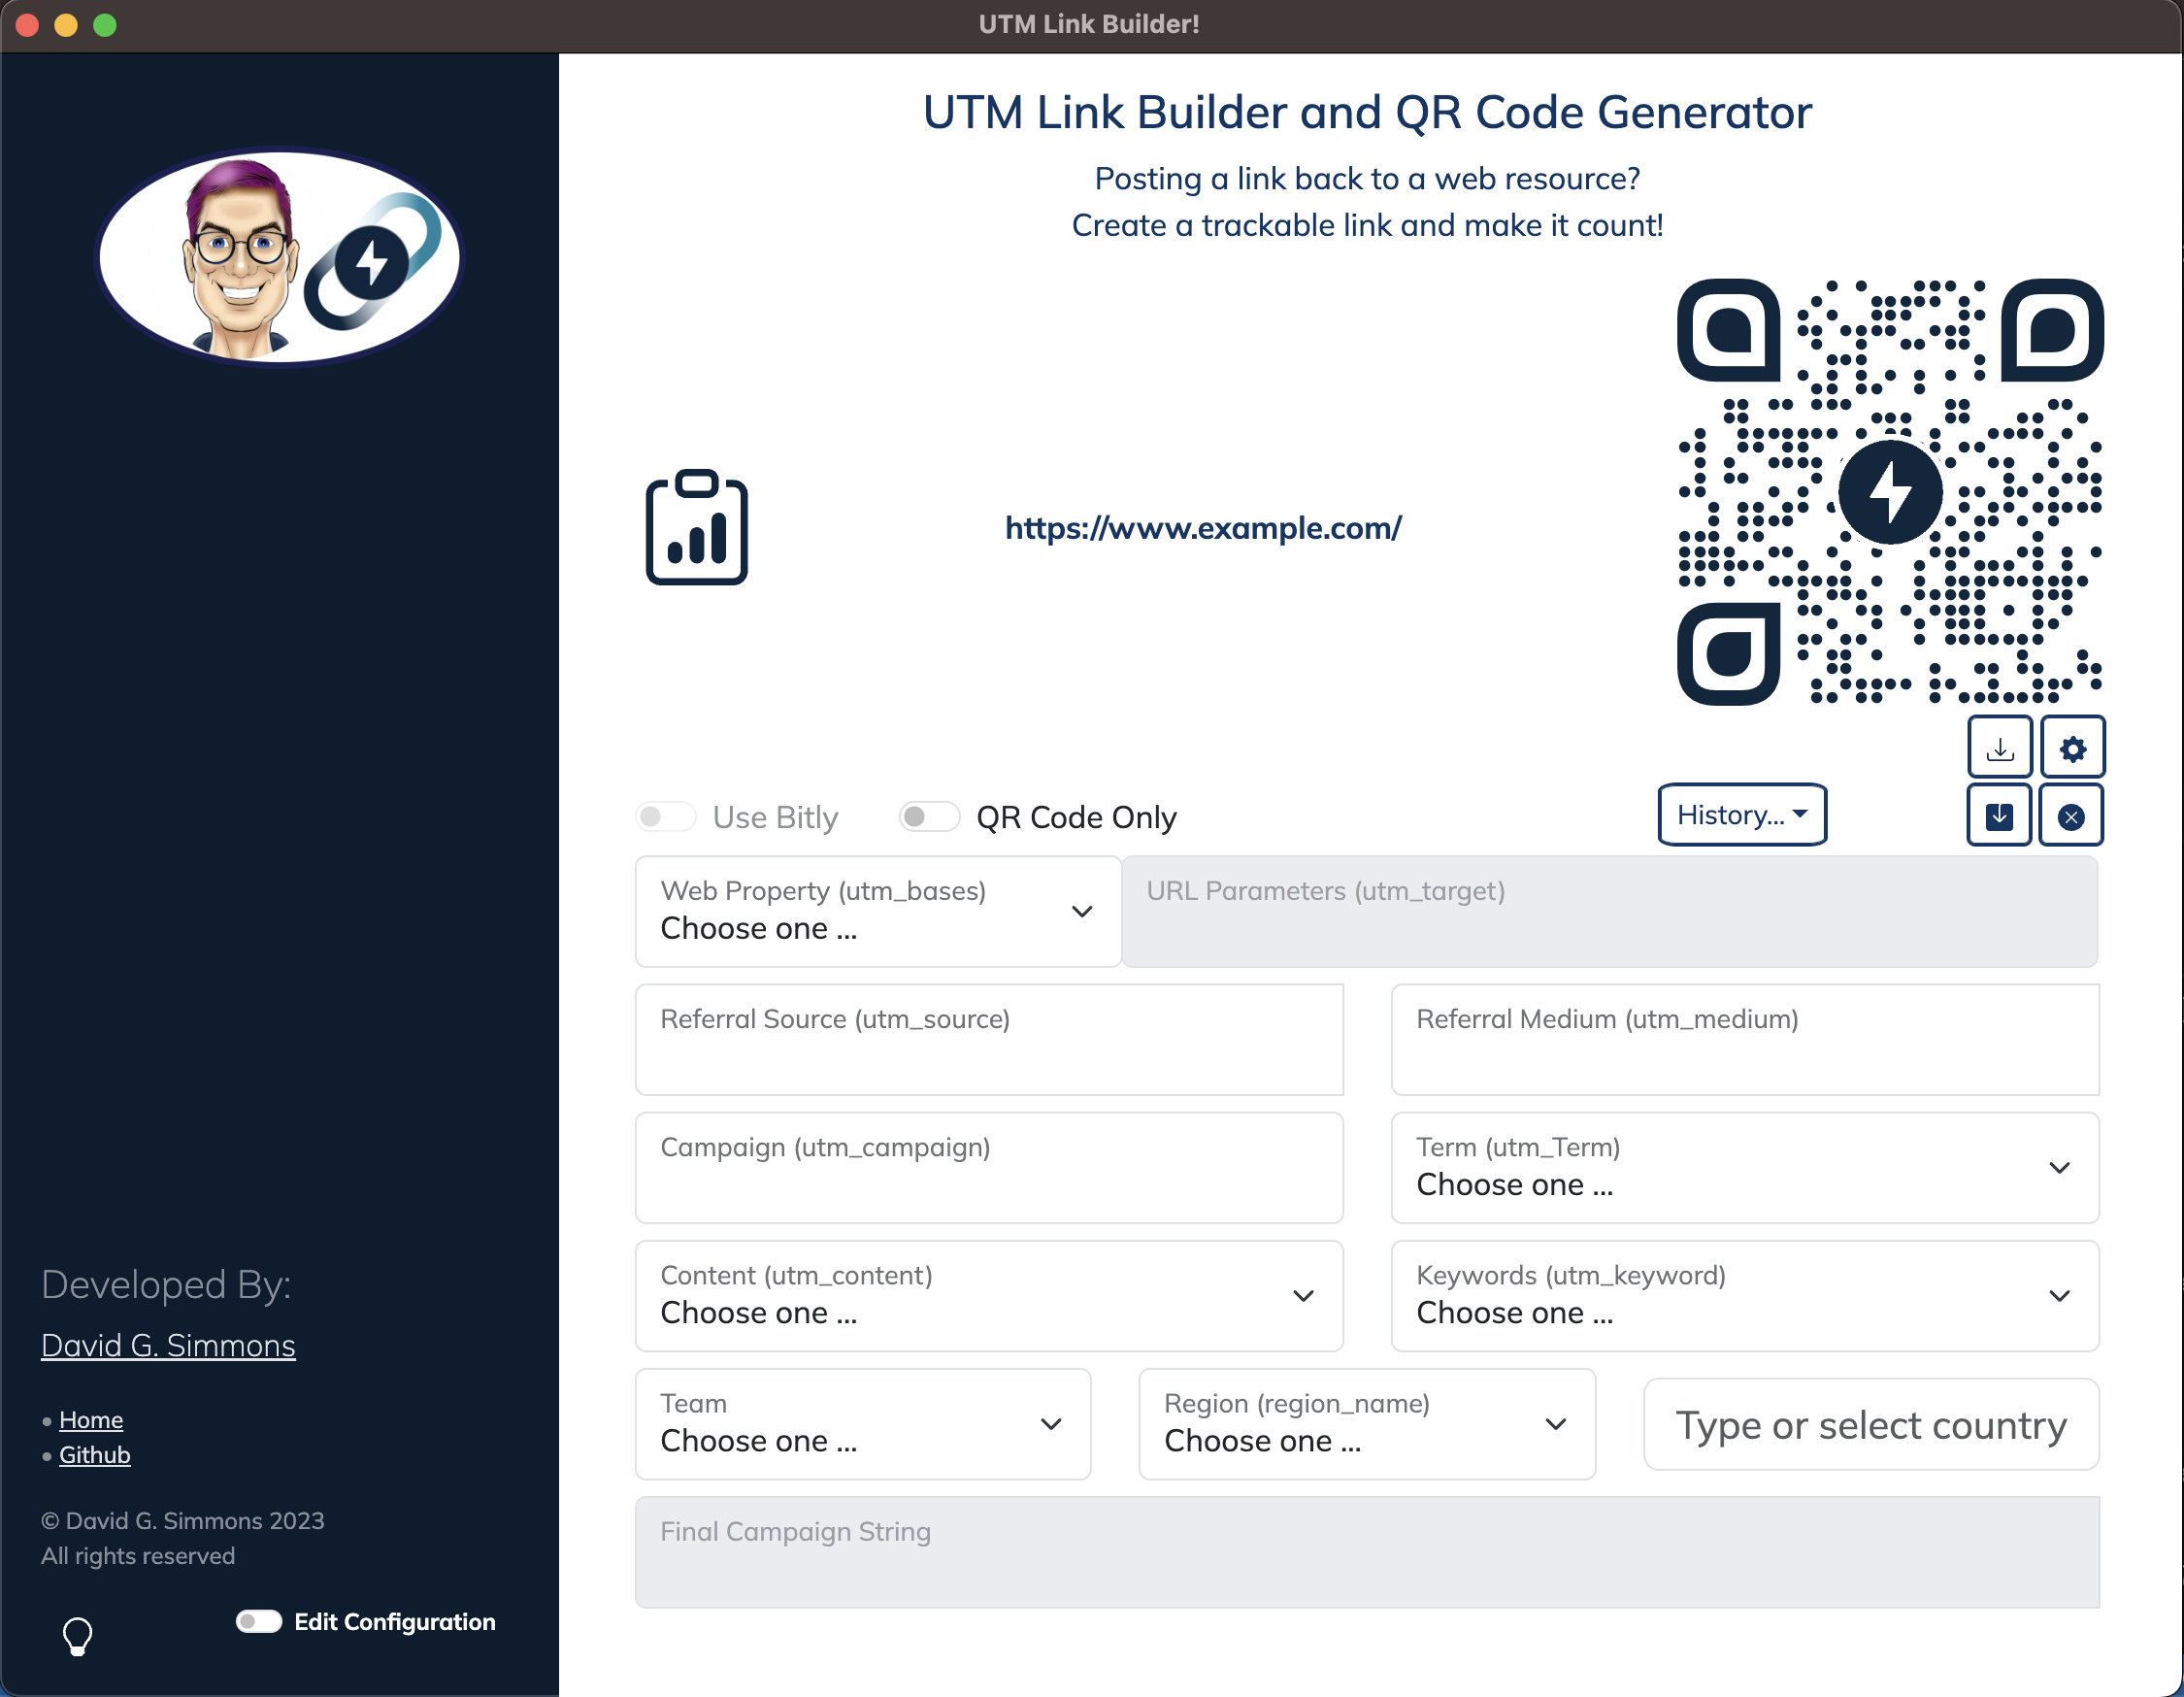 UTM Link Builder!
UTM Link Builder and QR Code Generator
Posting a link back to a web resource?
Create a trackable link and make it count!
https://www.example.com/
Use Bitly
QR Code Only
History...
Web Property (utm_bases)
Choose one ...
URL Parameters (utm_target)
Referral Source (utm_source)
Referral Medium (utm_medium)
Campaign (utm_campaign)
Term (utm_Term)
Choose one ...
Content (utm_content)
Choose one ...
Keywords (utm_keyword)
Choose one ...
Team
Choose one ...
Region (region_name)
Choose one ...
Type or select country
Final Campaign String
Developed By:
David G. Simmons
• Home
• Github
© David G. Simmons 2023
All rights reserved
Edit Configuration